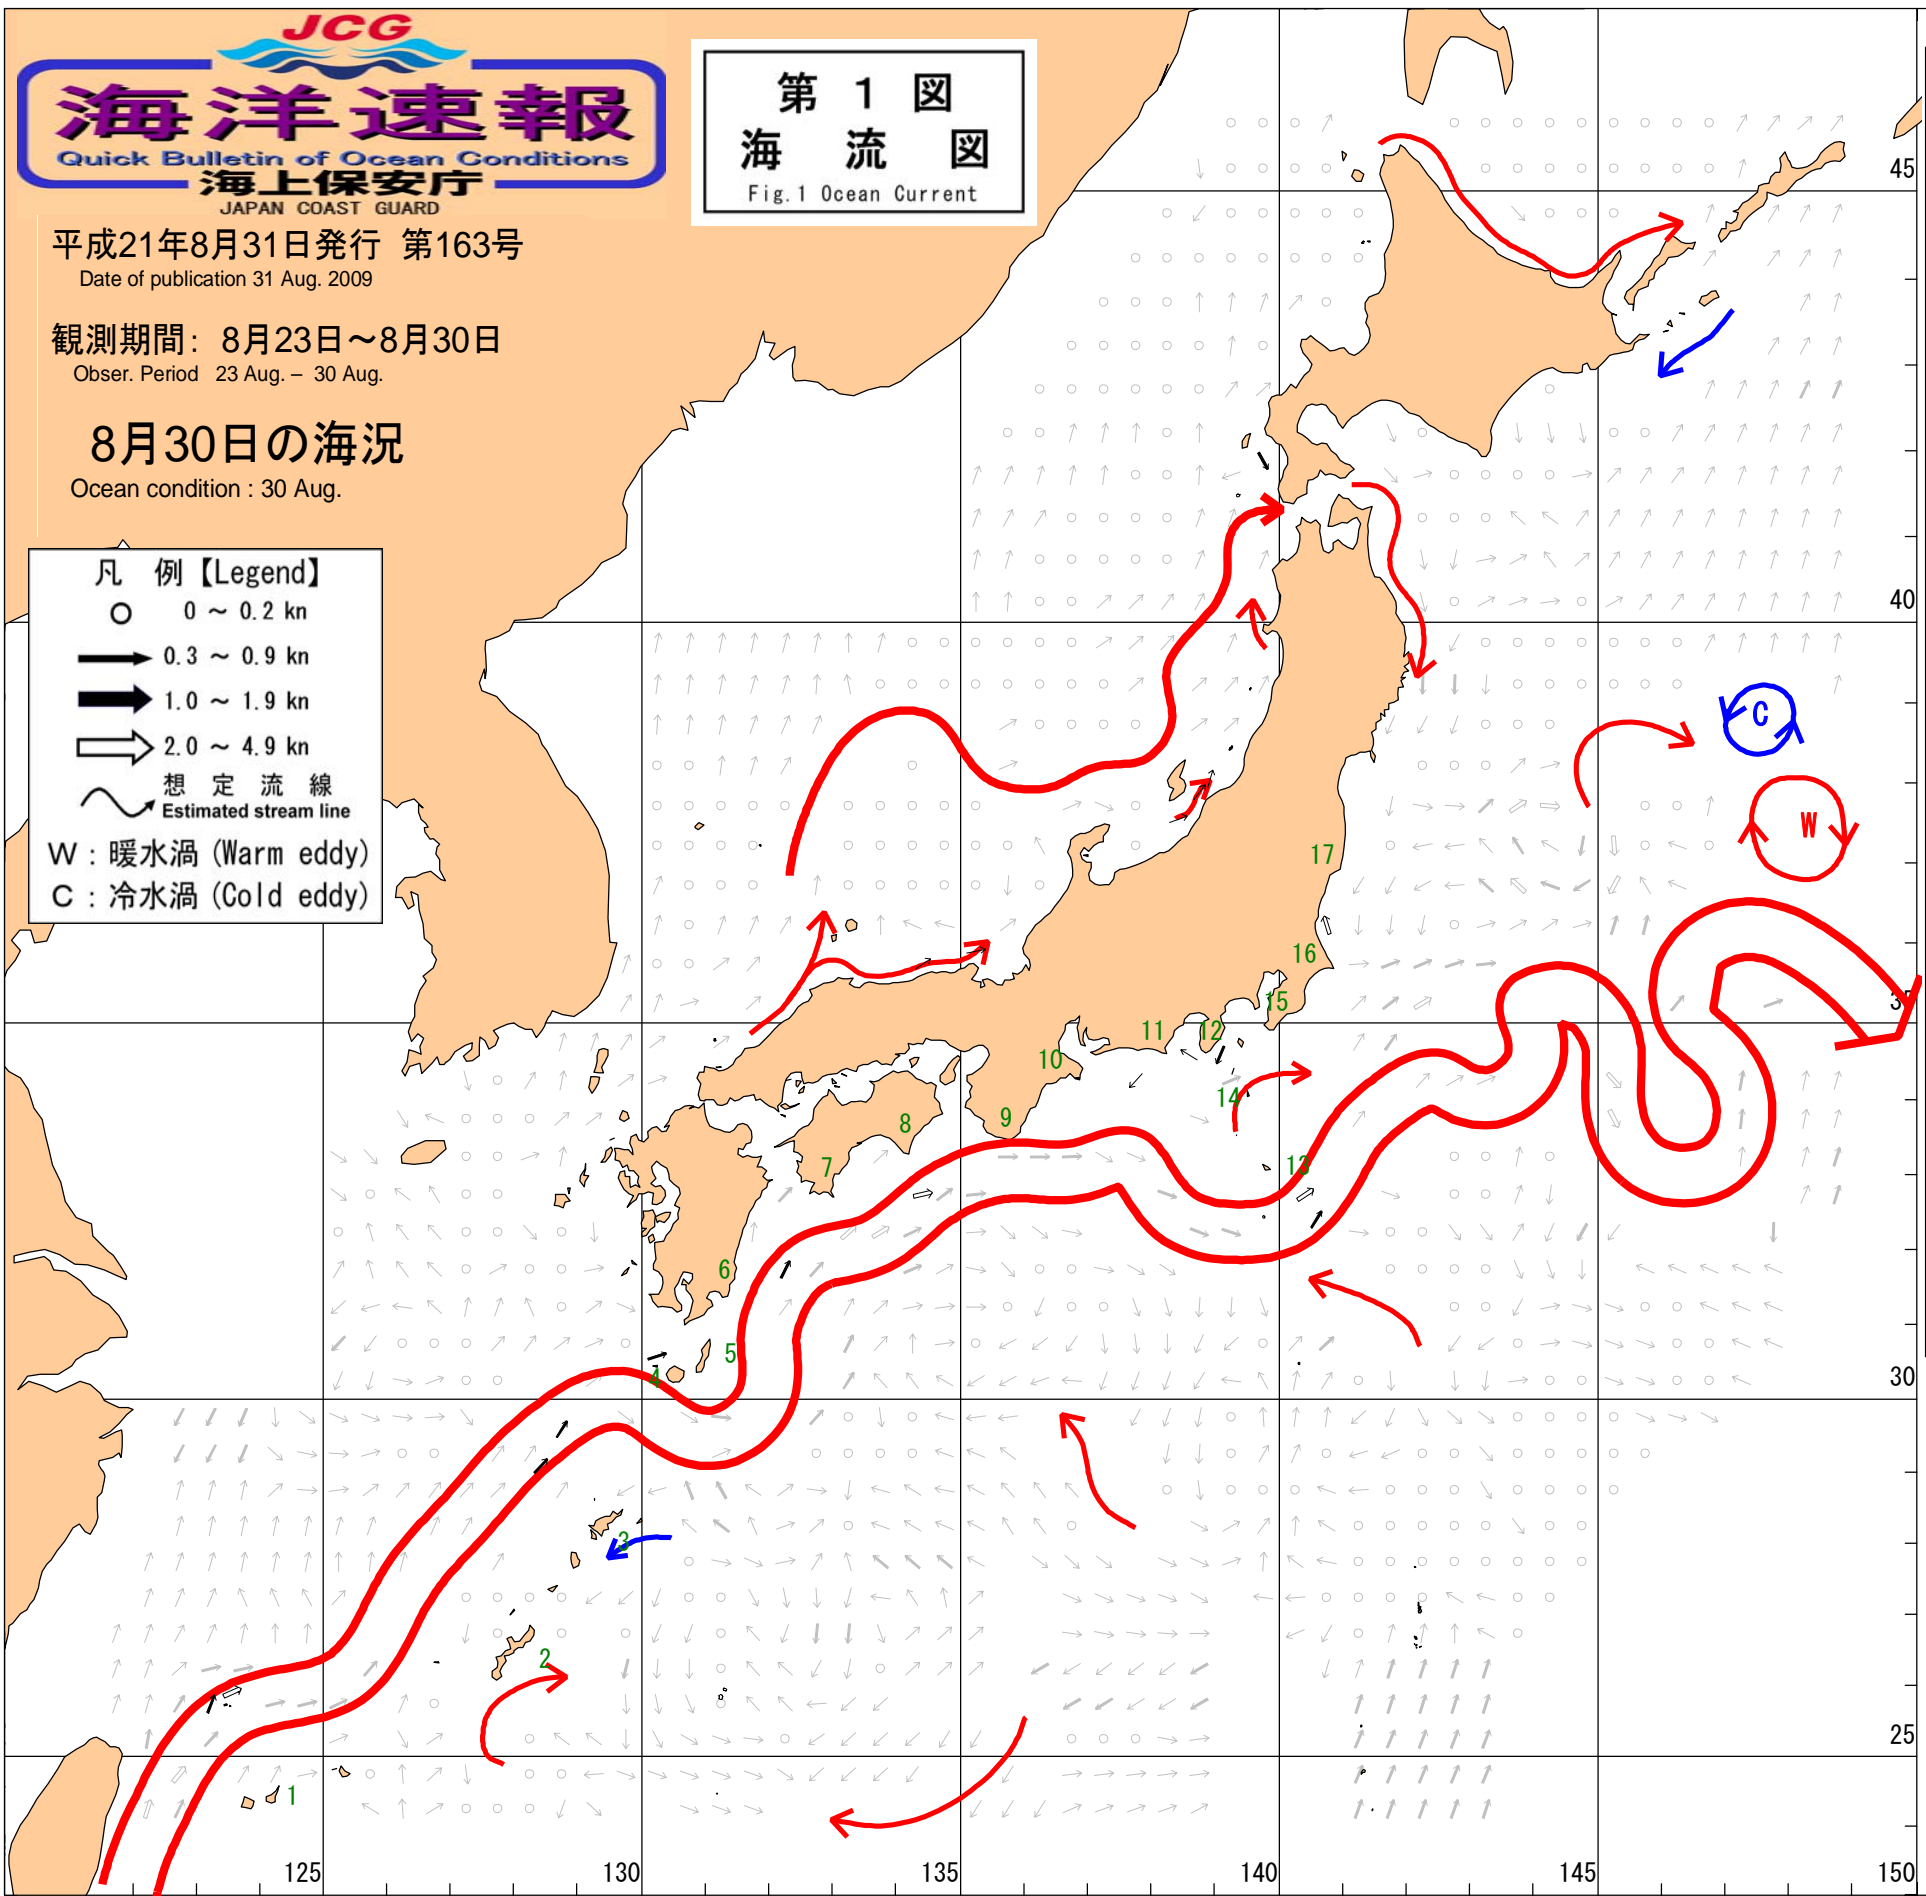 JCG
海洋速報
Quick Bulletin of Ocean Conditions
海上保安庁
JAPAN COAST GUARD
第 1 図
海 流 図
Fig.1 Ocean Current
平成21年8月31日発行 第163号
Date of publication 31 Aug. 2009
観測期間: 8月23日～8月30日
Obser. Period 23 Aug. – 30 Aug.
8月30日の海況
Ocean condition : 30 Aug.
凡 例【Legend】
0 ～ 0.2 kn
0.3 ～ 0.9 kn
1.0 ～ 1.9 kn
2.0 ～ 4.9 kn
想 定 流 線
Estimated stream line
W : 暖水渦 (Warm eddy)
C : 冷水渦 (Cold eddy)
45
40
C
W
17
16
35
15
11
12
10
14
9
8
7
13
6
5
4
30
3
2
25
1
125
130
135
140
145
150